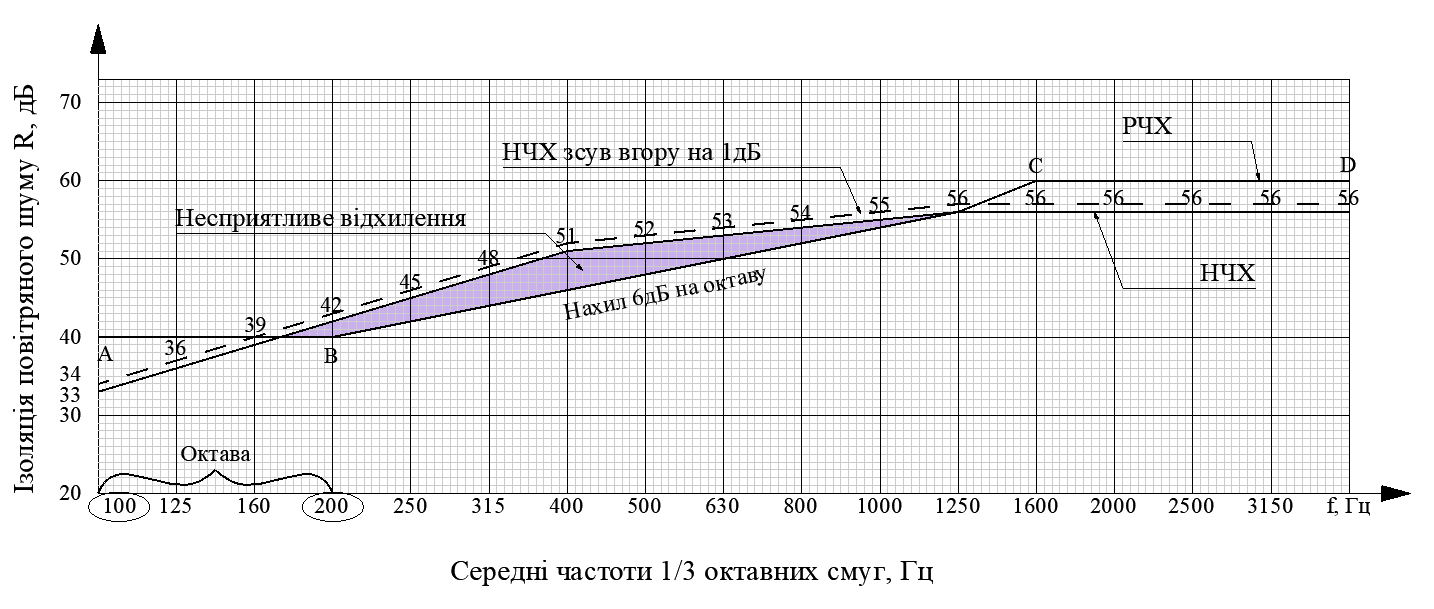 Ізоляція повітряного шуму R, дБ
70
60
50
40
34
33
30
20
РЧХ
НЧХ зсув вгору на 1дБ
C
D
Несприятливе відхилення
36
39
42
45
48
51
52
53
54
55
56
56
56
56
56
56
НЧХ
Нахил 6дБ на октаву
A
B
Октава
100 125 160 200 250 315 400 500 630 800 1000 1250 1600 2000 2500 3150 f, Гц
Середні частоти 1/3 октавних смуг, Гц